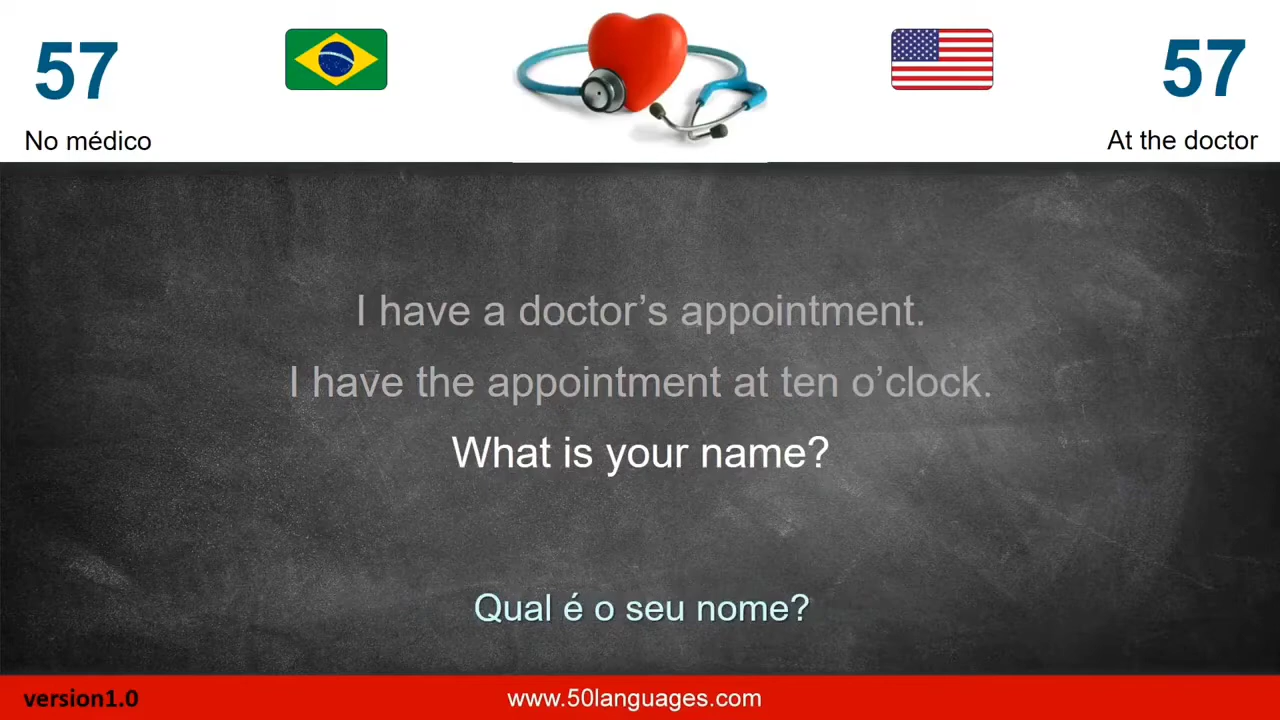 57
57
No médico
At the doctor
I have a doctor’s appointment.
I have the appointment at ten o’clock.
What is your name?
Qual é o seu nome?
version1.0
www.50languages.com